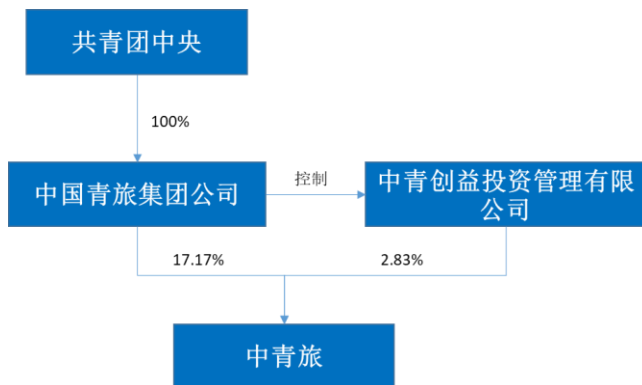 共青团中央
100%
中国青旅集团公司
控制
中青创益投资管理有限
公司
17.17%
2.83%
中青旅